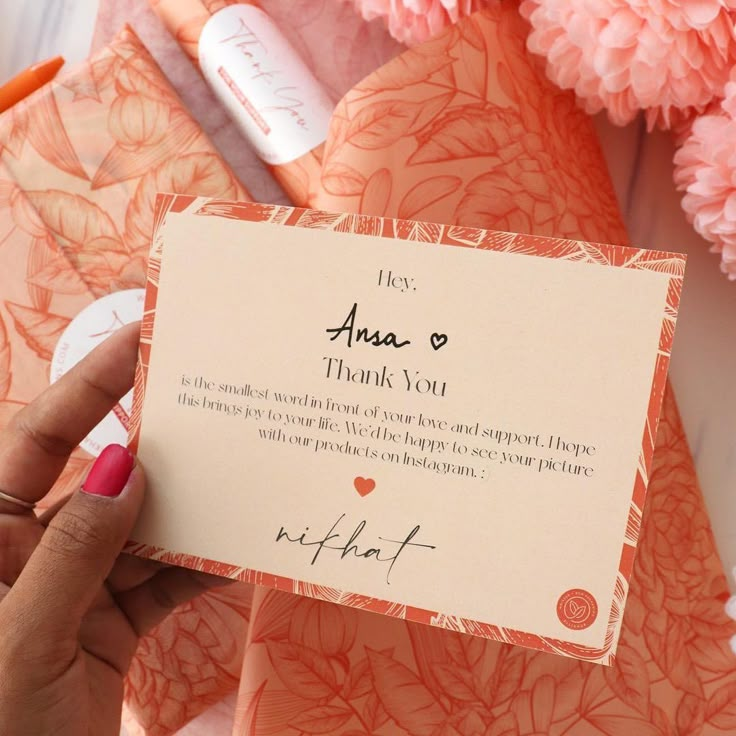 Thank You
Hey,
Ansa
Thank You
is the smallest word in front of your love and support. I hope
this brings joy to your life. We'd be happy to see your picture
with our products on Instagram. :
nikhat